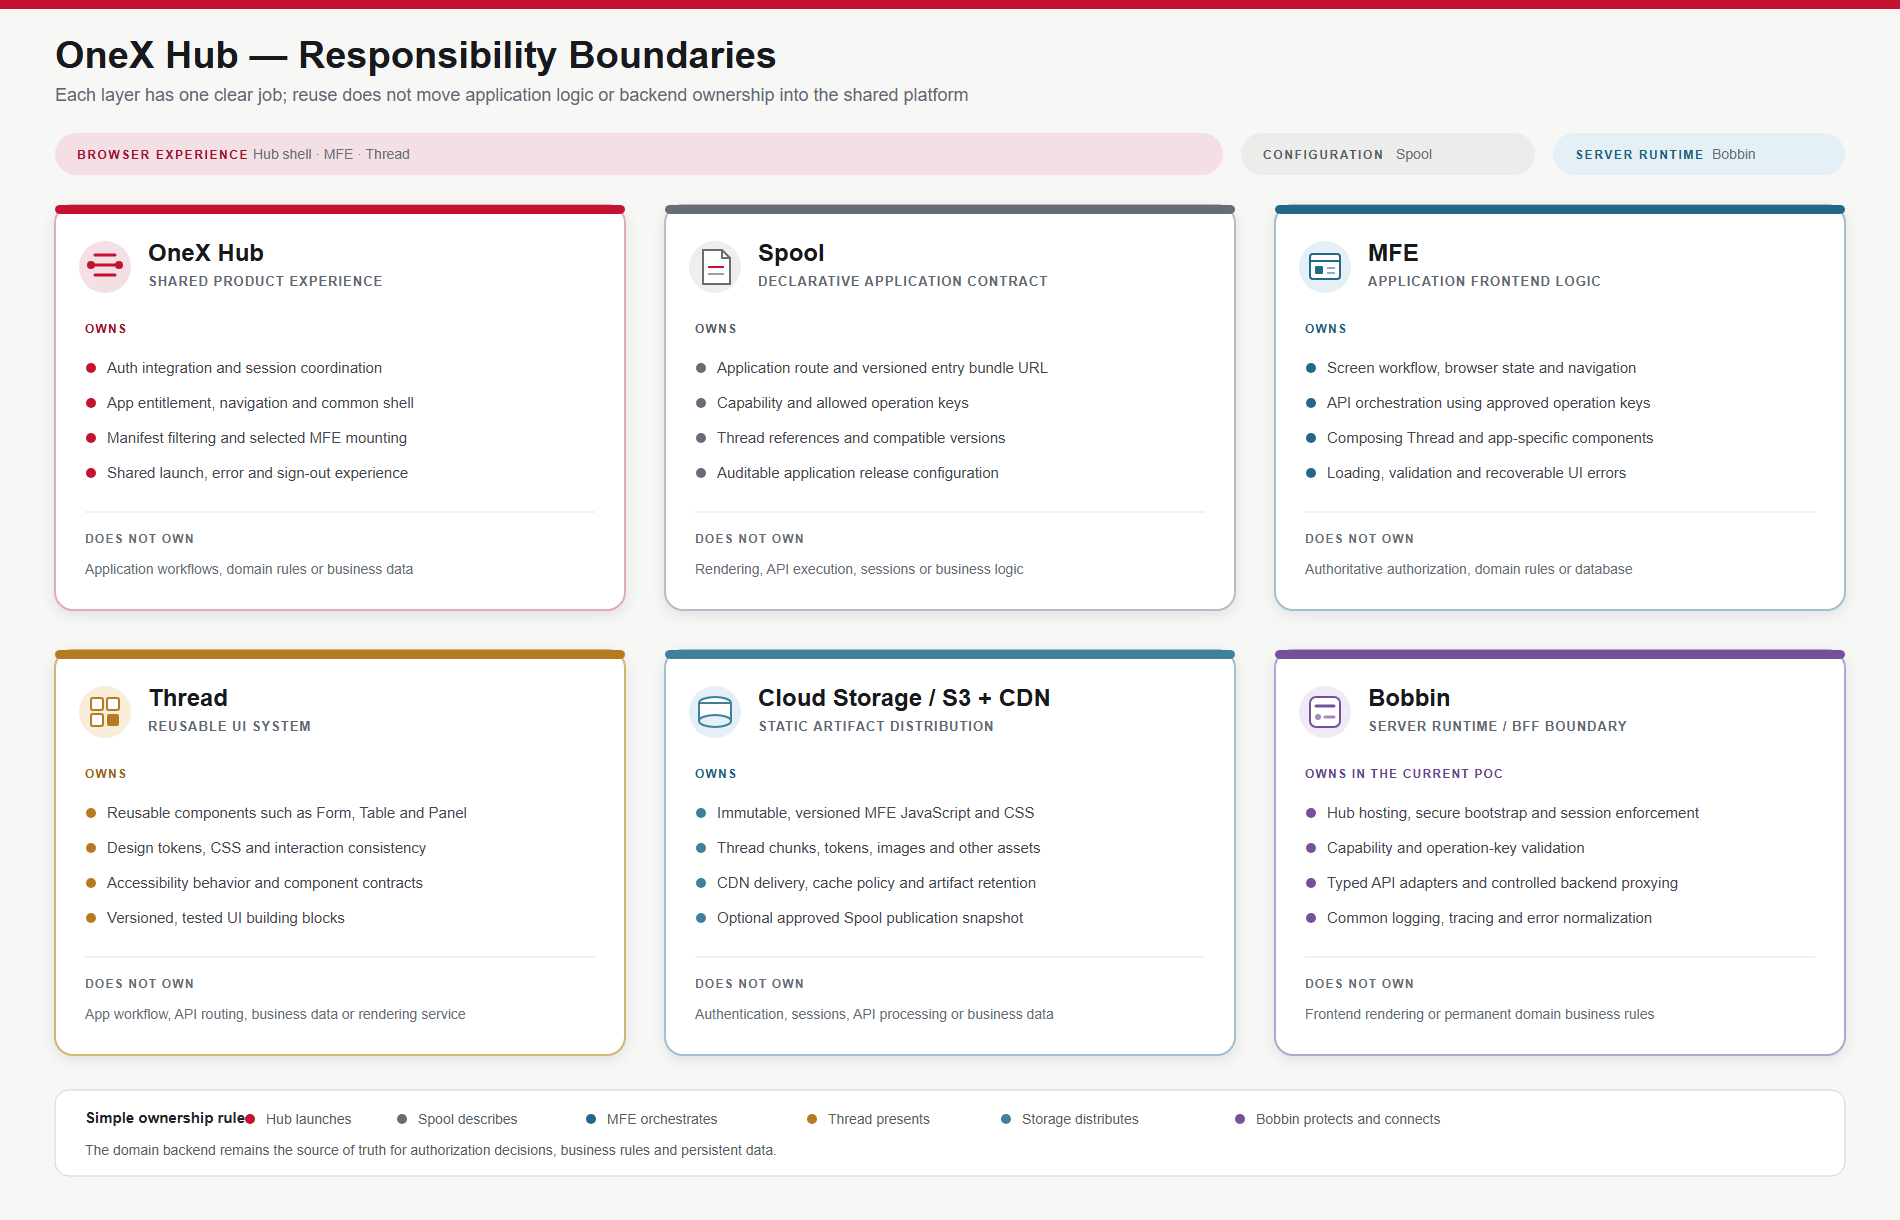 OneX Hub — Responsibility Boundaries
Each layer has one clear job; reuse does not move application logic or backend ownership into the shared platform
BROWSER EXPERIENCE Hub shell · MFE · Thread
CONFIGURATION Spool
SERVER RUNTIME Bobbin
OneX Hub
SHARED PRODUCT EXPERIENCE
OWNS
Auth integration and session coordination
App entitlement, navigation and common shell
Manifest filtering and selected MFE mounting
Shared launch, error and sign-out experience
DOES NOT OWN
Application workflows, domain rules or business data
Spool
DECLARATIVE APPLICATION CONTRACT
OWNS
Application route and versioned entry bundle URL
Capability and allowed operation keys
Thread references and compatible versions
Auditable application release configuration
DOES NOT OWN
Rendering, API execution, sessions or business logic
MFE
APPLICATION FRONTEND LOGIC
OWNS
Screen workflow, browser state and navigation
API orchestration using approved operation keys
Composing Thread and app-specific components
Loading, validation and recoverable UI errors
DOES NOT OWN
Authoritative authorization, domain rules or database
Thread
REUSABLE UI SYSTEM
OWNS
Reusable components such as Form, Table and Panel
Design tokens, CSS and interaction consistency
Accessibility behavior and component contracts
Versioned, tested UI building blocks
DOES NOT OWN
App workflow, API routing, business data or rendering service
Cloud Storage / S3 + CDN
STATIC ARTIFACT DISTRIBUTION
OWNS
Immutable, versioned MFE JavaScript and CSS
Thread chunks, tokens, images and other assets
CDN delivery, cache policy and artifact retention
Optional approved Spool publication snapshot
DOES NOT OWN
Authentication, sessions, API processing or business data
Bobbin
SERVER RUNTIME / BFF BOUNDARY
OWNS IN THE CURRENT POC
Hub hosting, secure bootstrap and session enforcement
Capability and operation-key validation
Typed API adapters and controlled backend proxying
Common logging, tracing and error normalization
DOES NOT OWN
Frontend rendering or permanent domain business rules
Simple ownership rule Hub launches Spool describes MFE orchestrates Thread presents Storage distributes Bobbin protects and connects
The domain backend remains the source of truth for authorization decisions, business rules and persistent data.